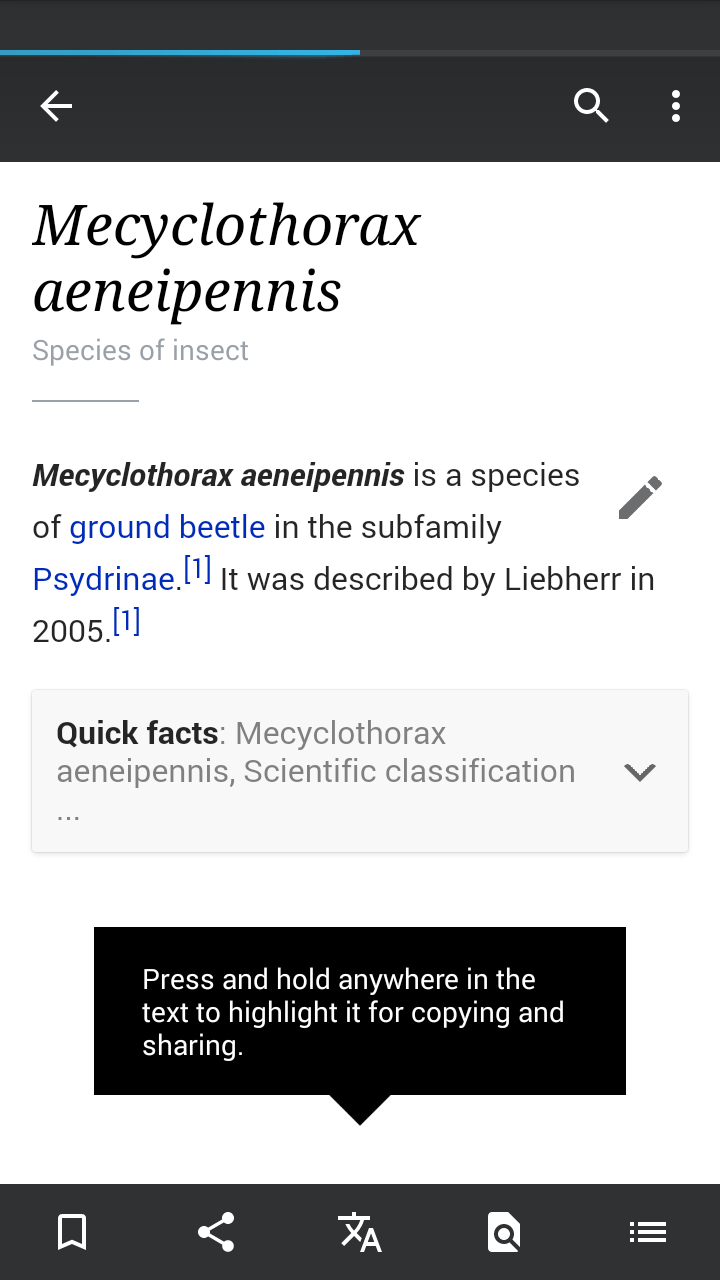 Mecyclothorax
aeneipennis
Species of insect
Mecyclothorax aeneipennis is a species
of ground beetle in the subfamily
Psydrinae.[1] It was described by Liebherr in
2005.[1]
Quick facts: Mecyclothorax
aeneipennis, Scientific classification
...
Press and hold anywhere in the
text to highlight it for copying and
sharing.